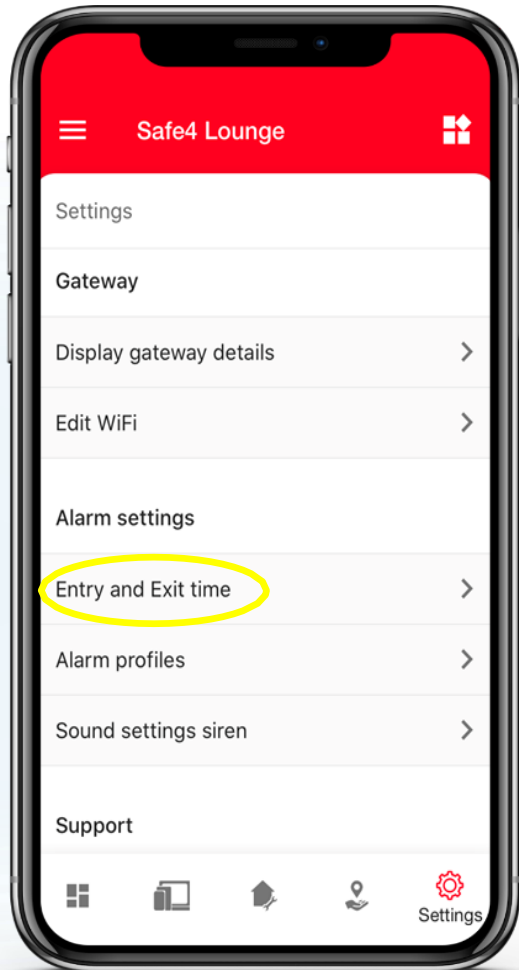 Safe4 Lounge
Settings
Gateway
Display gateway details
Edit WiFi
Alarm settings
Entry and Exit time
Alarm profiles
Sound settings siren
Support
Settings